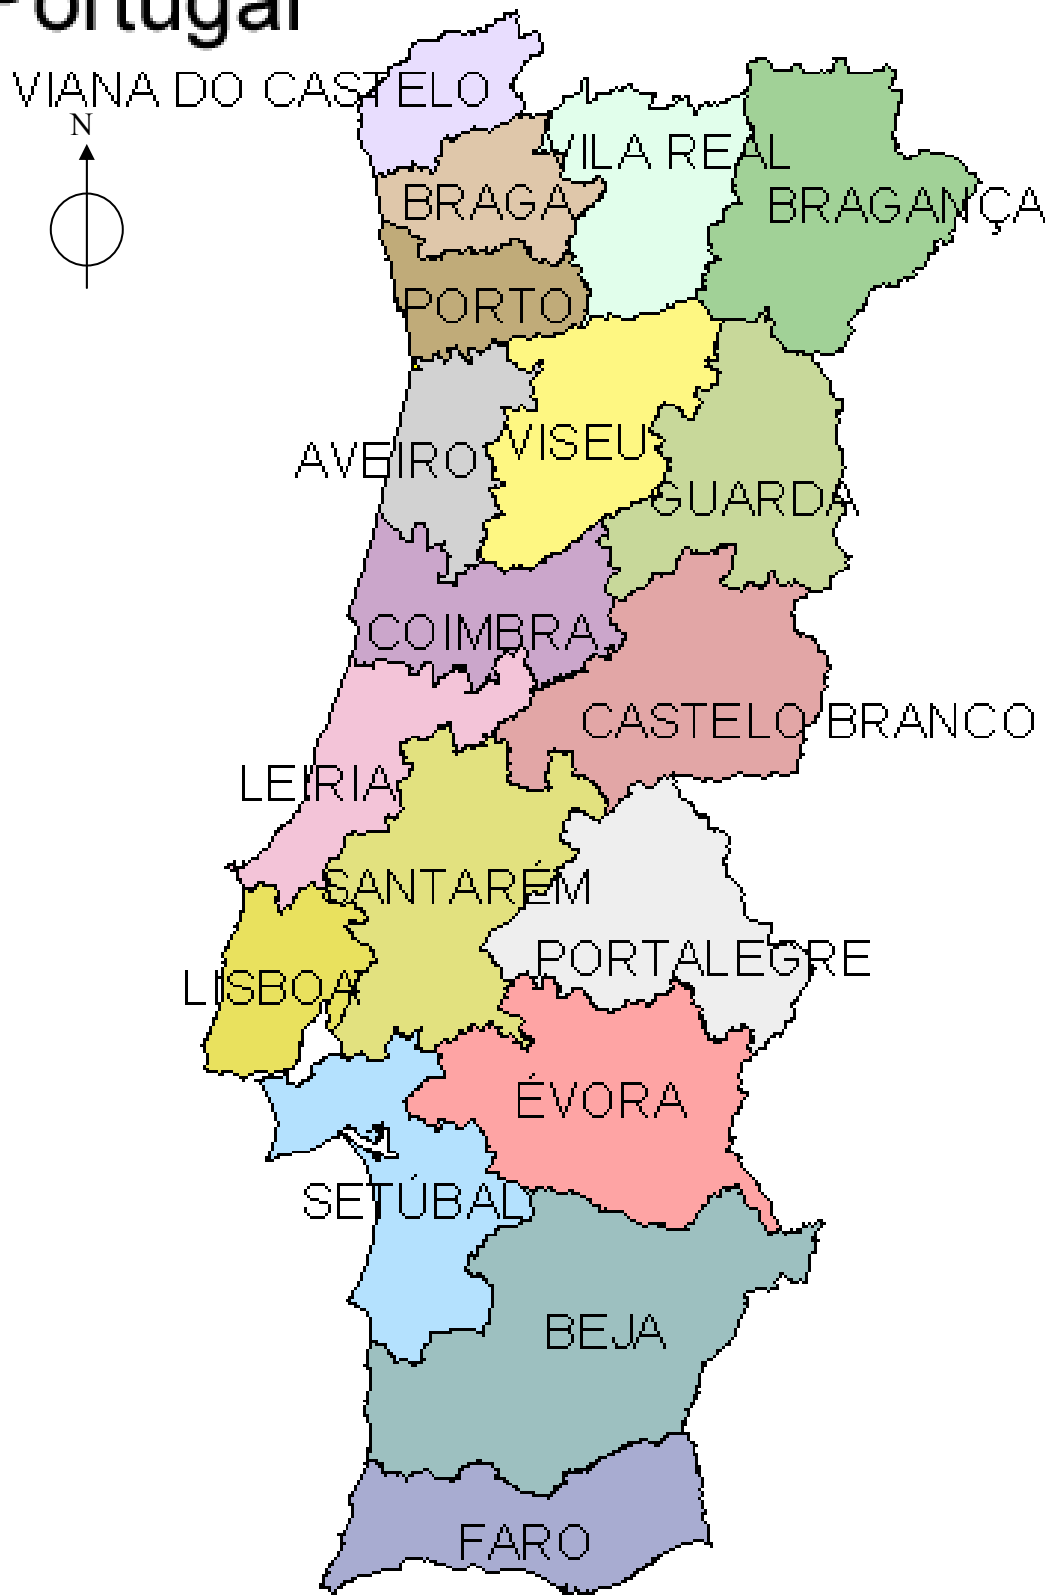 Portugal
VIANA DO CASTELO
N
VILA REAL
BRAGA
BRAGANÇA
PORTO
AVEIRO
VISEU
GUARDA
COIMBRA
CASTELO BRANCO
LEIRIA
SANTARÉM
PORTALEGRE
LISBOA
ÉVORA
SETÚBAL
BEJA
FARO